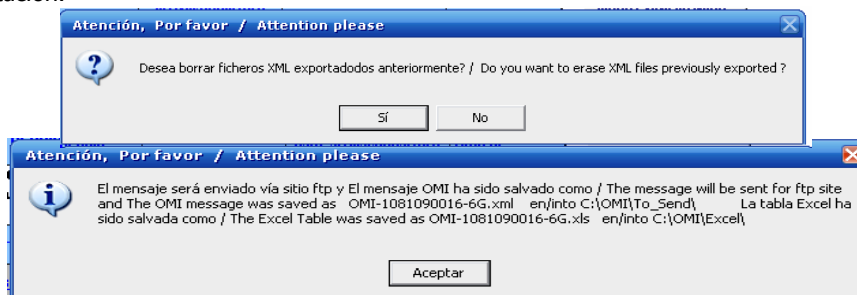 Atención, Por favor / Attention please
Desea borrar ficheros XML exportadodos anteriormente? / Do you want to erase XML files previously exported ?
Sí
No
Atención, Por favor / Attention please
El mensaje será enviado vía sitio ftp y El mensaje OMI ha sido salvado como / The message will be sent for ftp site
and The OMI message was saved as OMI-1081090016-6G.xml en/into C:\OMI\To_Send\ La tabla Excel ha
sido salvada como / The Excel Table was saved as OMI-1081090016-6G.xls en/into C:\OMI\Excel\
Aceptar